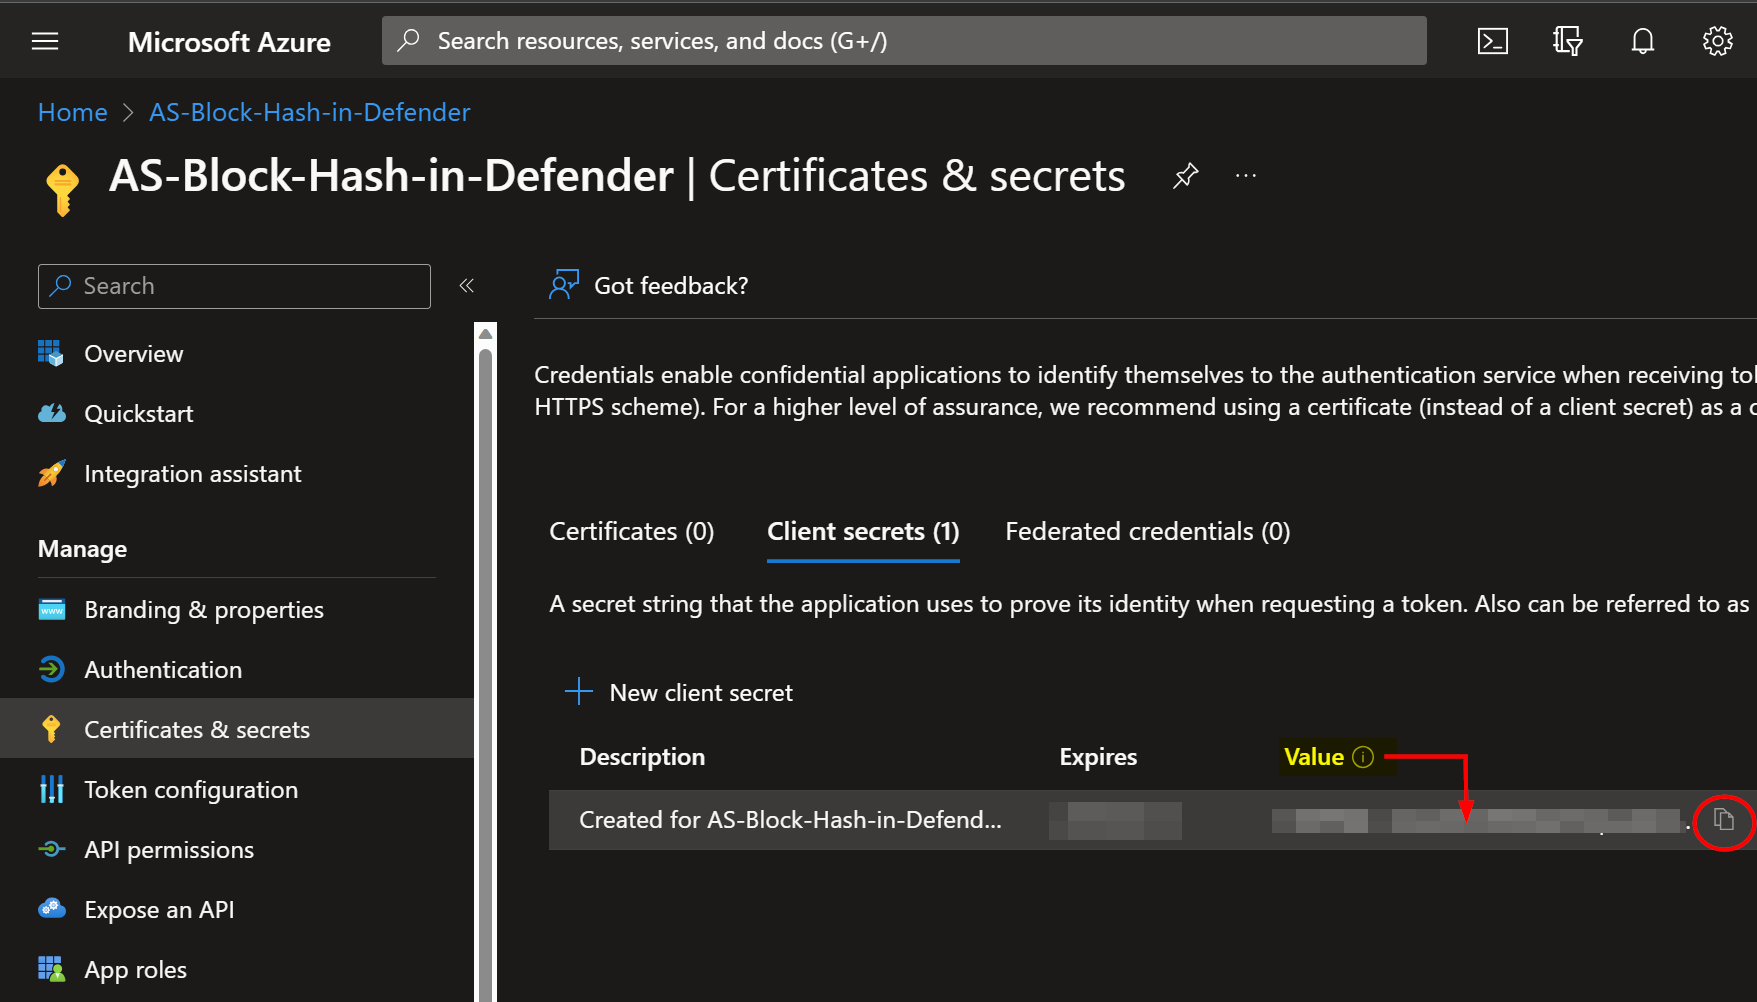 Microsoft Azure
Search resources, services, and docs (G+/)
Home > AS-Block-Hash-in-Defender
AS-Block-Hash-in-Defender | Certificates & secrets
Search
Got feedback?
Overview
Quickstart
Integration assistant
Manage
Branding & properties
Authentication
Certificates & secrets
Token configuration
API permissions
Expose an API
App roles
Credentials enable confidential applications to identify themselves to the authentication service when receiving
HTTPS scheme). For a higher level of assurance, we recommend using a certificate (instead of a client secret) as a
Certificates (0) Client secrets (1) Federated credentials (0)
A secret string that the application uses to prove its identity when requesting a token. Also can be referred to as
New client secret
Description Expires Value
Created for AS-Block-Hash-in-Defend...